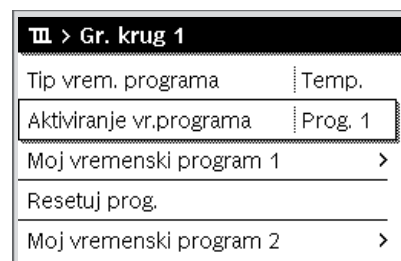 > Gr. krug 1
Tip vrem. programa Temp.
Aktiviranje vr.programa Prog. 1
Moj vremenski program 1 >
Resetuj prog.
Moj vremenski program 2 >